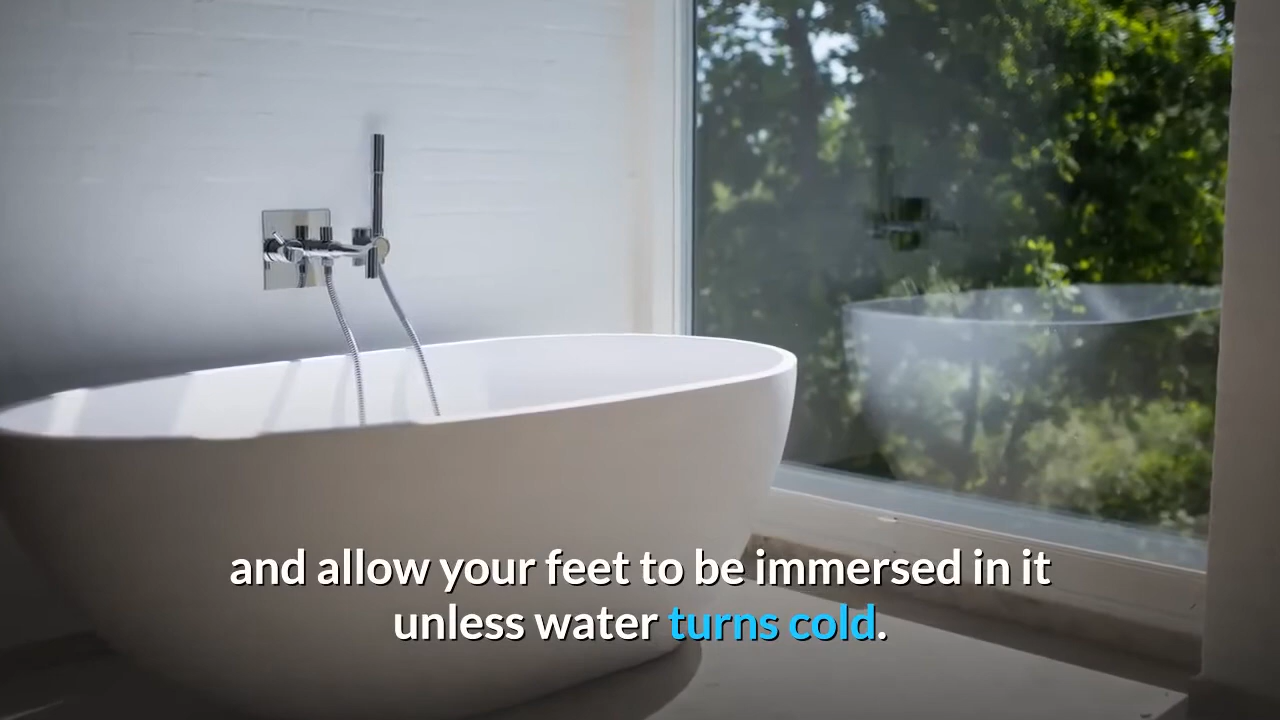 and allow your feet to be immersed in it
unless water turns cold.